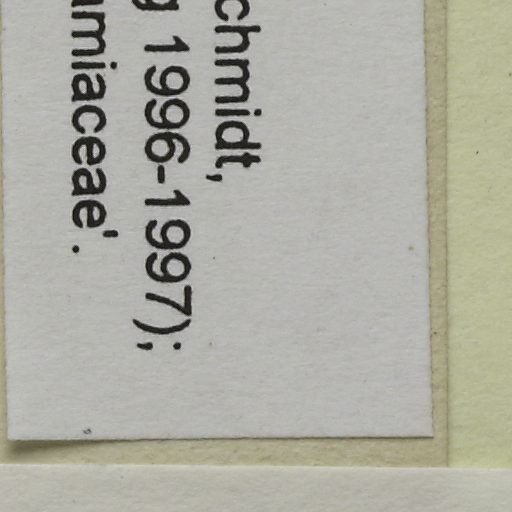 chmidt,
g 1996-1997);
amiaceae'.